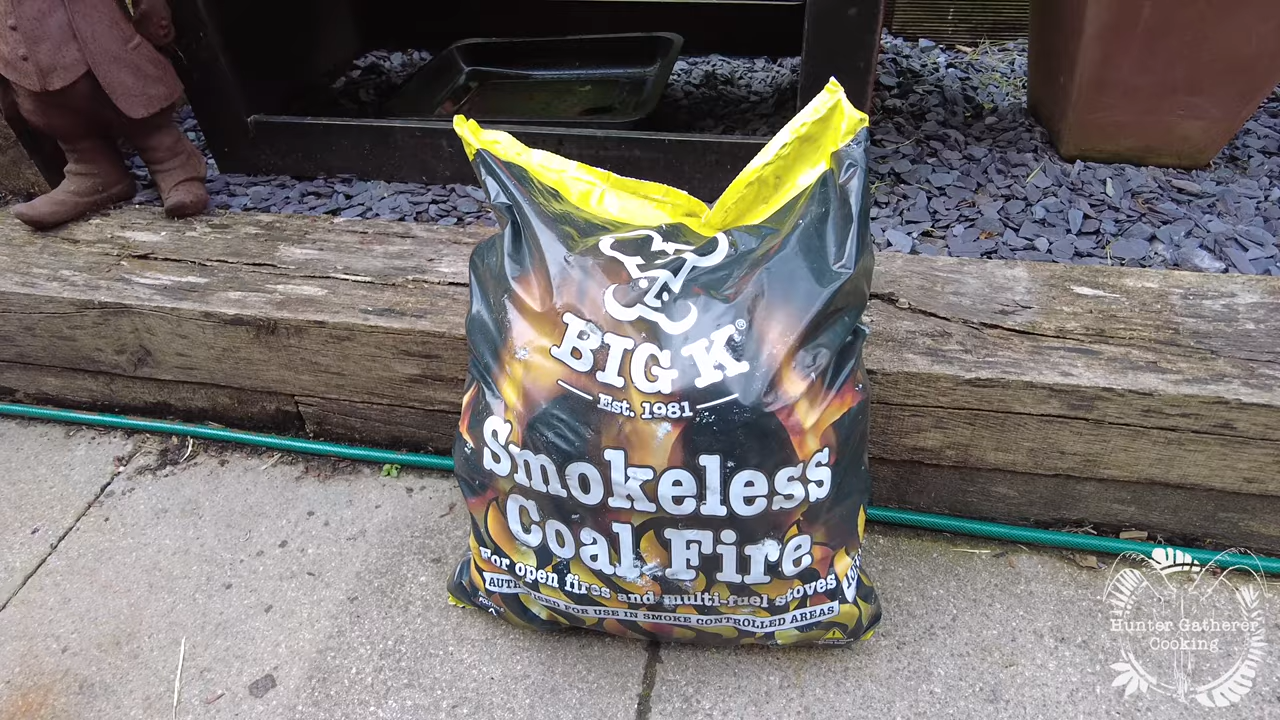 BIG K®
Est. 1981
Smokeless
Coal Fire
For open fires and multi-fuel stoves
AUTHORISED FOR USE IN SMOKE CONTROLLED AREAS
Hunter Gatherer
Cooking